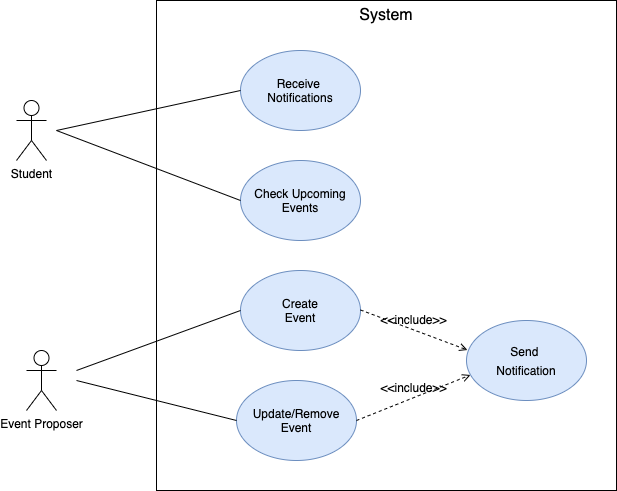 System
Receive
Notifications
Student
Check Upcoming
Events
Create
Event
<<include>>
Send
Notification
<<include>>
Event Proposer
Update/Remove
Event